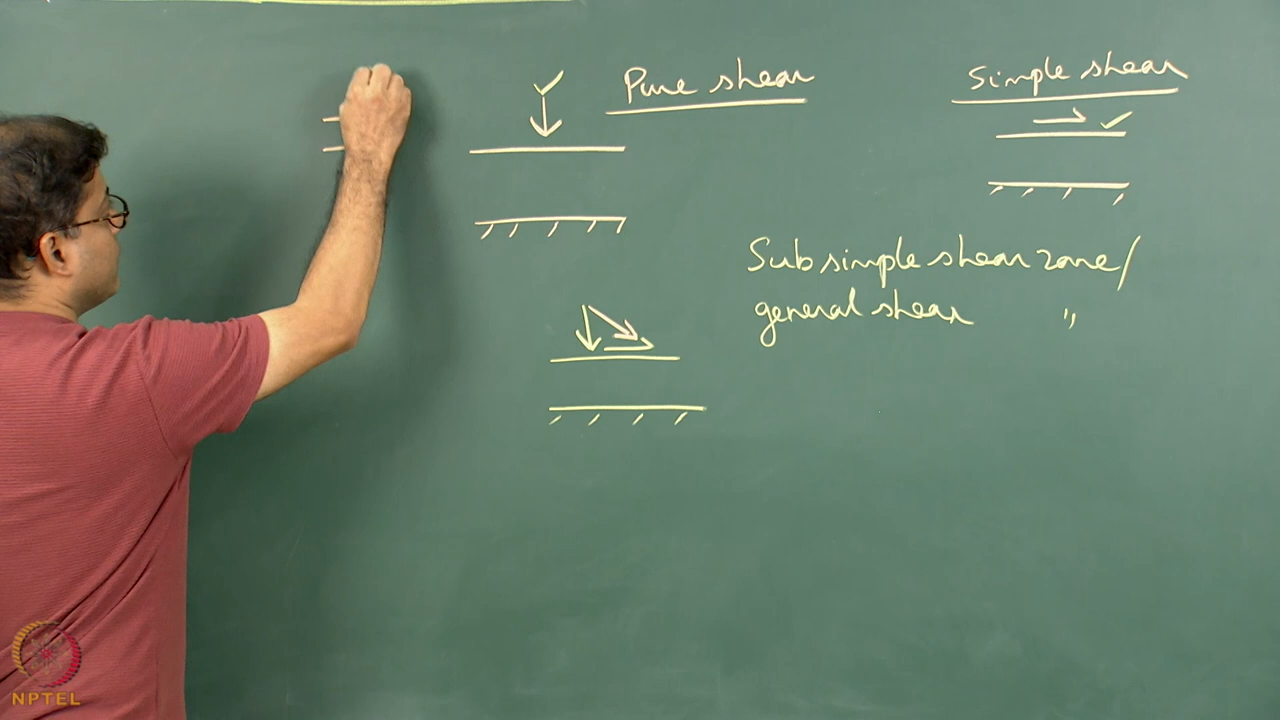 Pure shear
Simple shear
Sub simple shear zone/
general shear "
NPTEL